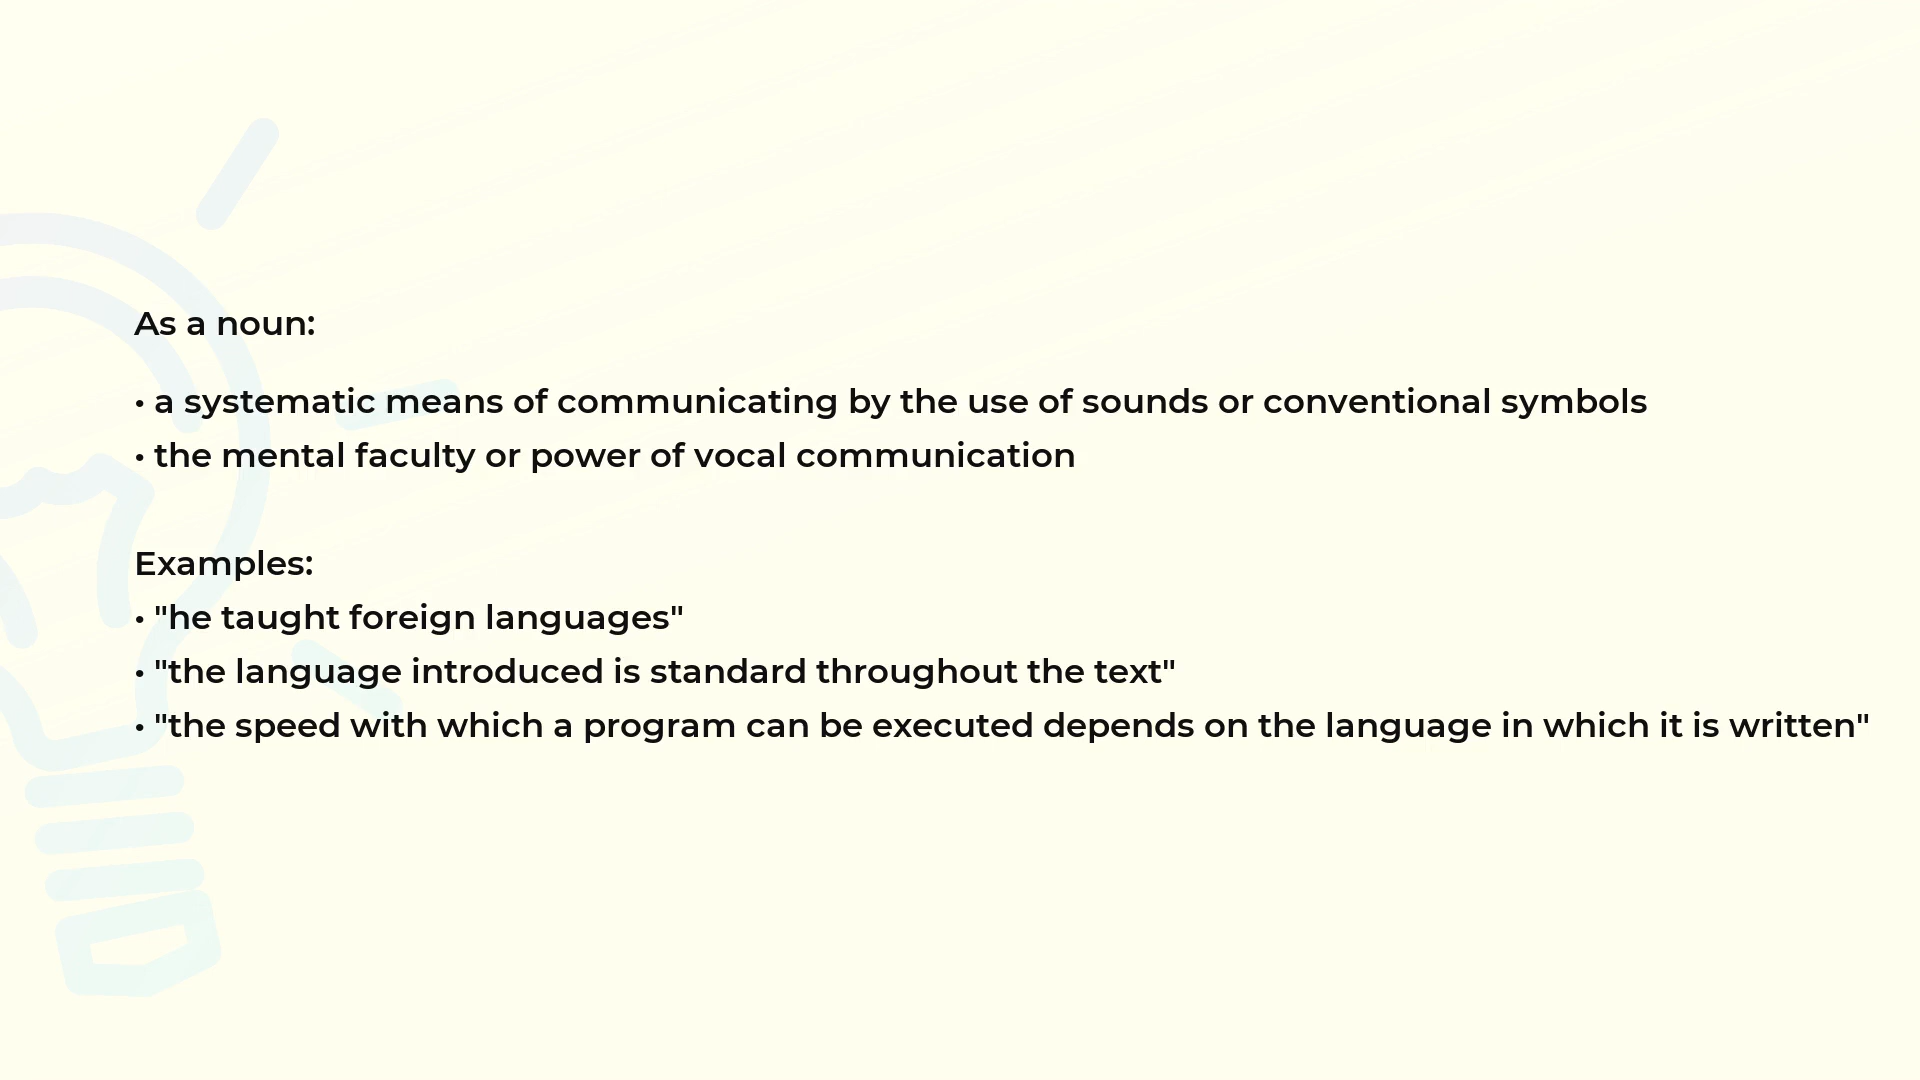 As a noun:
• a systematic means of communicating by the use of sounds or conventional symbols
• the mental faculty or power of vocal communication
Examples:
• "he taught foreign languages"
• "the language introduced is standard throughout the text"
• "the speed with which a program can be executed depends on the language in which it is written"